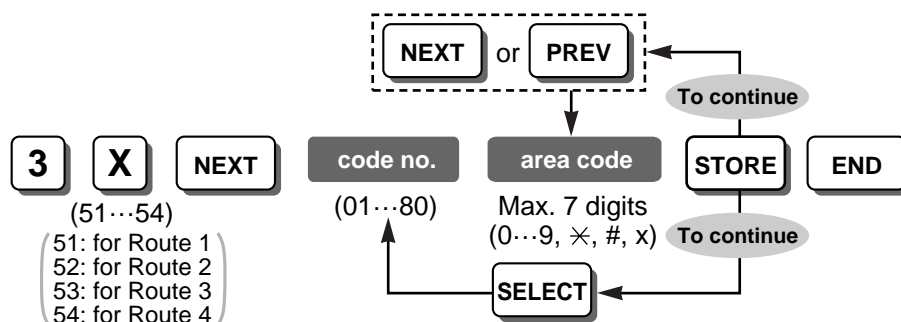 NEXT or PREV
To continue
3 X NEXT code no. area code STORE END
(51···54) (01···80) Max. 7 digits
(0···9, ✳, #, x) To continue
51: for Route 1
52: for Route 2
53: for Route 3
54: for Route 4
SELECT